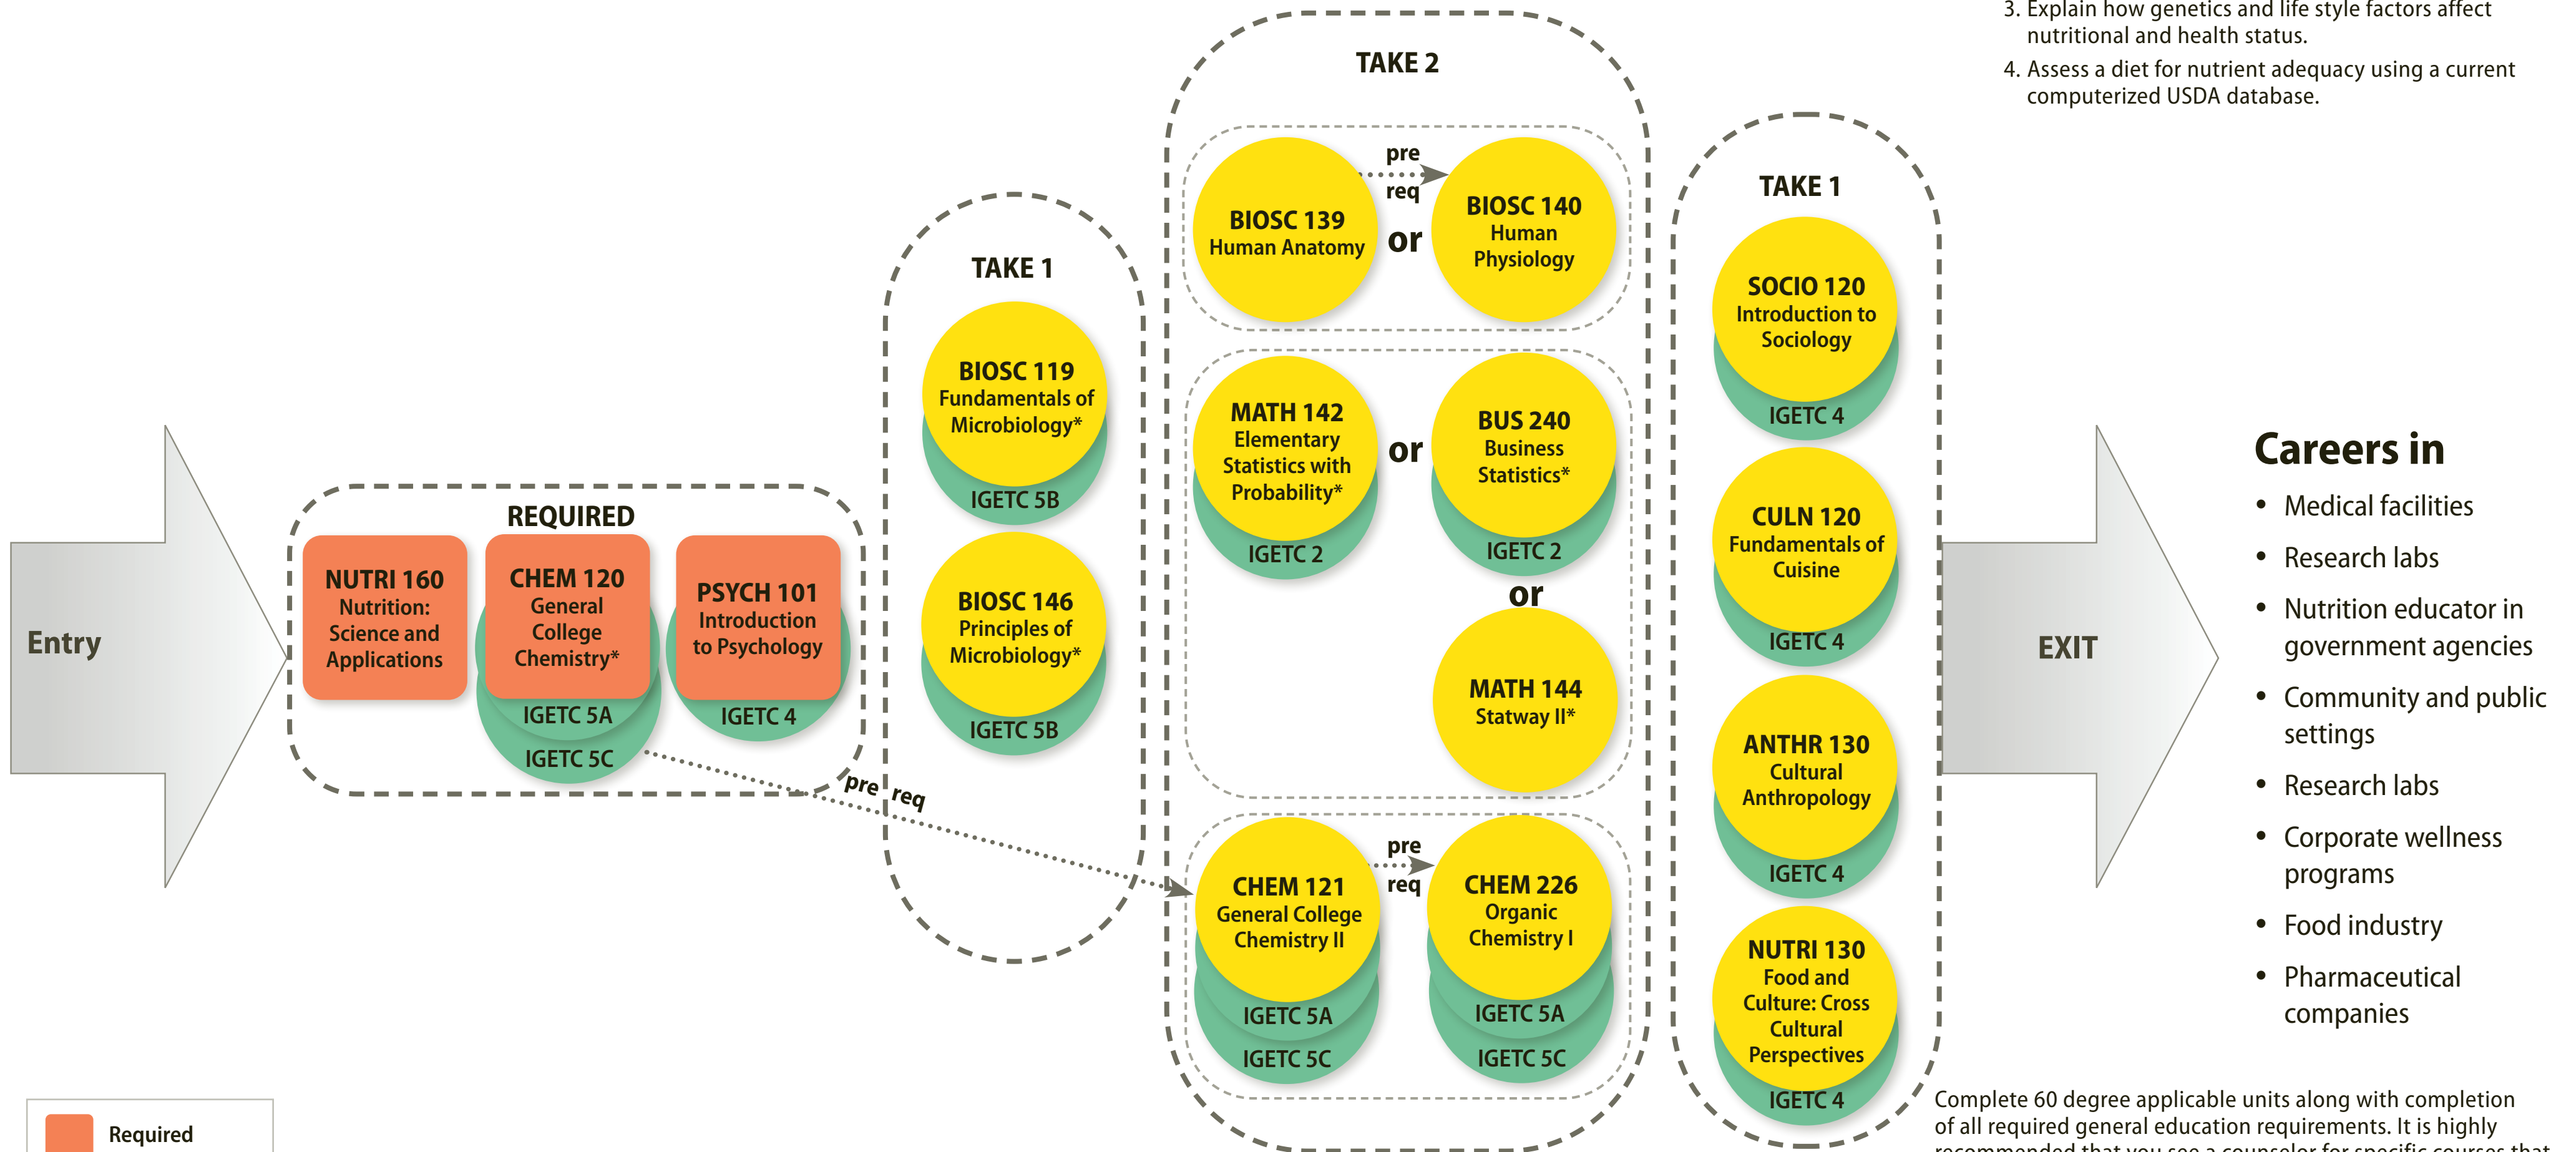 3. Explain how genetics and life style factors affect
nutritional and health status.
4. Assess a diet for nutrient adequacy using a current
computerized USDA database.
Entry
REQUIRED
NUTRI 160
Nutrition:
Science and
Applications
CHEM 120
General
College
Chemistry*
IGETC 5A
IGETC 5C
PSYCH 101
Introduction
to Psychology
IGETC 4
pre req
TAKE 1
BIOSC 119
Fundamentals of
Microbiology*
IGETC 5B
BIOSC 146
Principles of
Microbiology*
IGETC 5B
TAKE 2
BIOSC 139
Human Anatomy
pre
req
or
BIOSC 140
Human
Physiology
MATH 142
Elementary
Statistics with
Probability*
IGETC 2
or
BUS 240
Business
Statistics*
IGETC 2
or
MATH 144
Statway II*
CHEM 121
General College
Chemistry II
IGETC 5A
IGETC 5C
pre
req
CHEM 226
Organic
Chemistry I
IGETC 5A
IGETC 5C
TAKE 1
SOCIO 120
Introduction to
Sociology
IGETC 4
CULN 120
Fundamentals of
Cuisine
IGETC 4
ANTHR 130
Cultural
Anthropology
IGETC 4
NUTRI 130
Food and
Culture: Cross
Cultural
Perspectives
IGETC 4
EXIT
Careers in
• Medical facilities
• Research labs
• Nutrition educator in
government agencies
• Community and public
settings
• Research labs
• Corporate wellness
programs
• Food industry
• Pharmaceutical
companies
Required
Complete 60 degree applicable units along with completion
of all required general education requirements. It is highly
recommended that you see a counselor for specific courses that